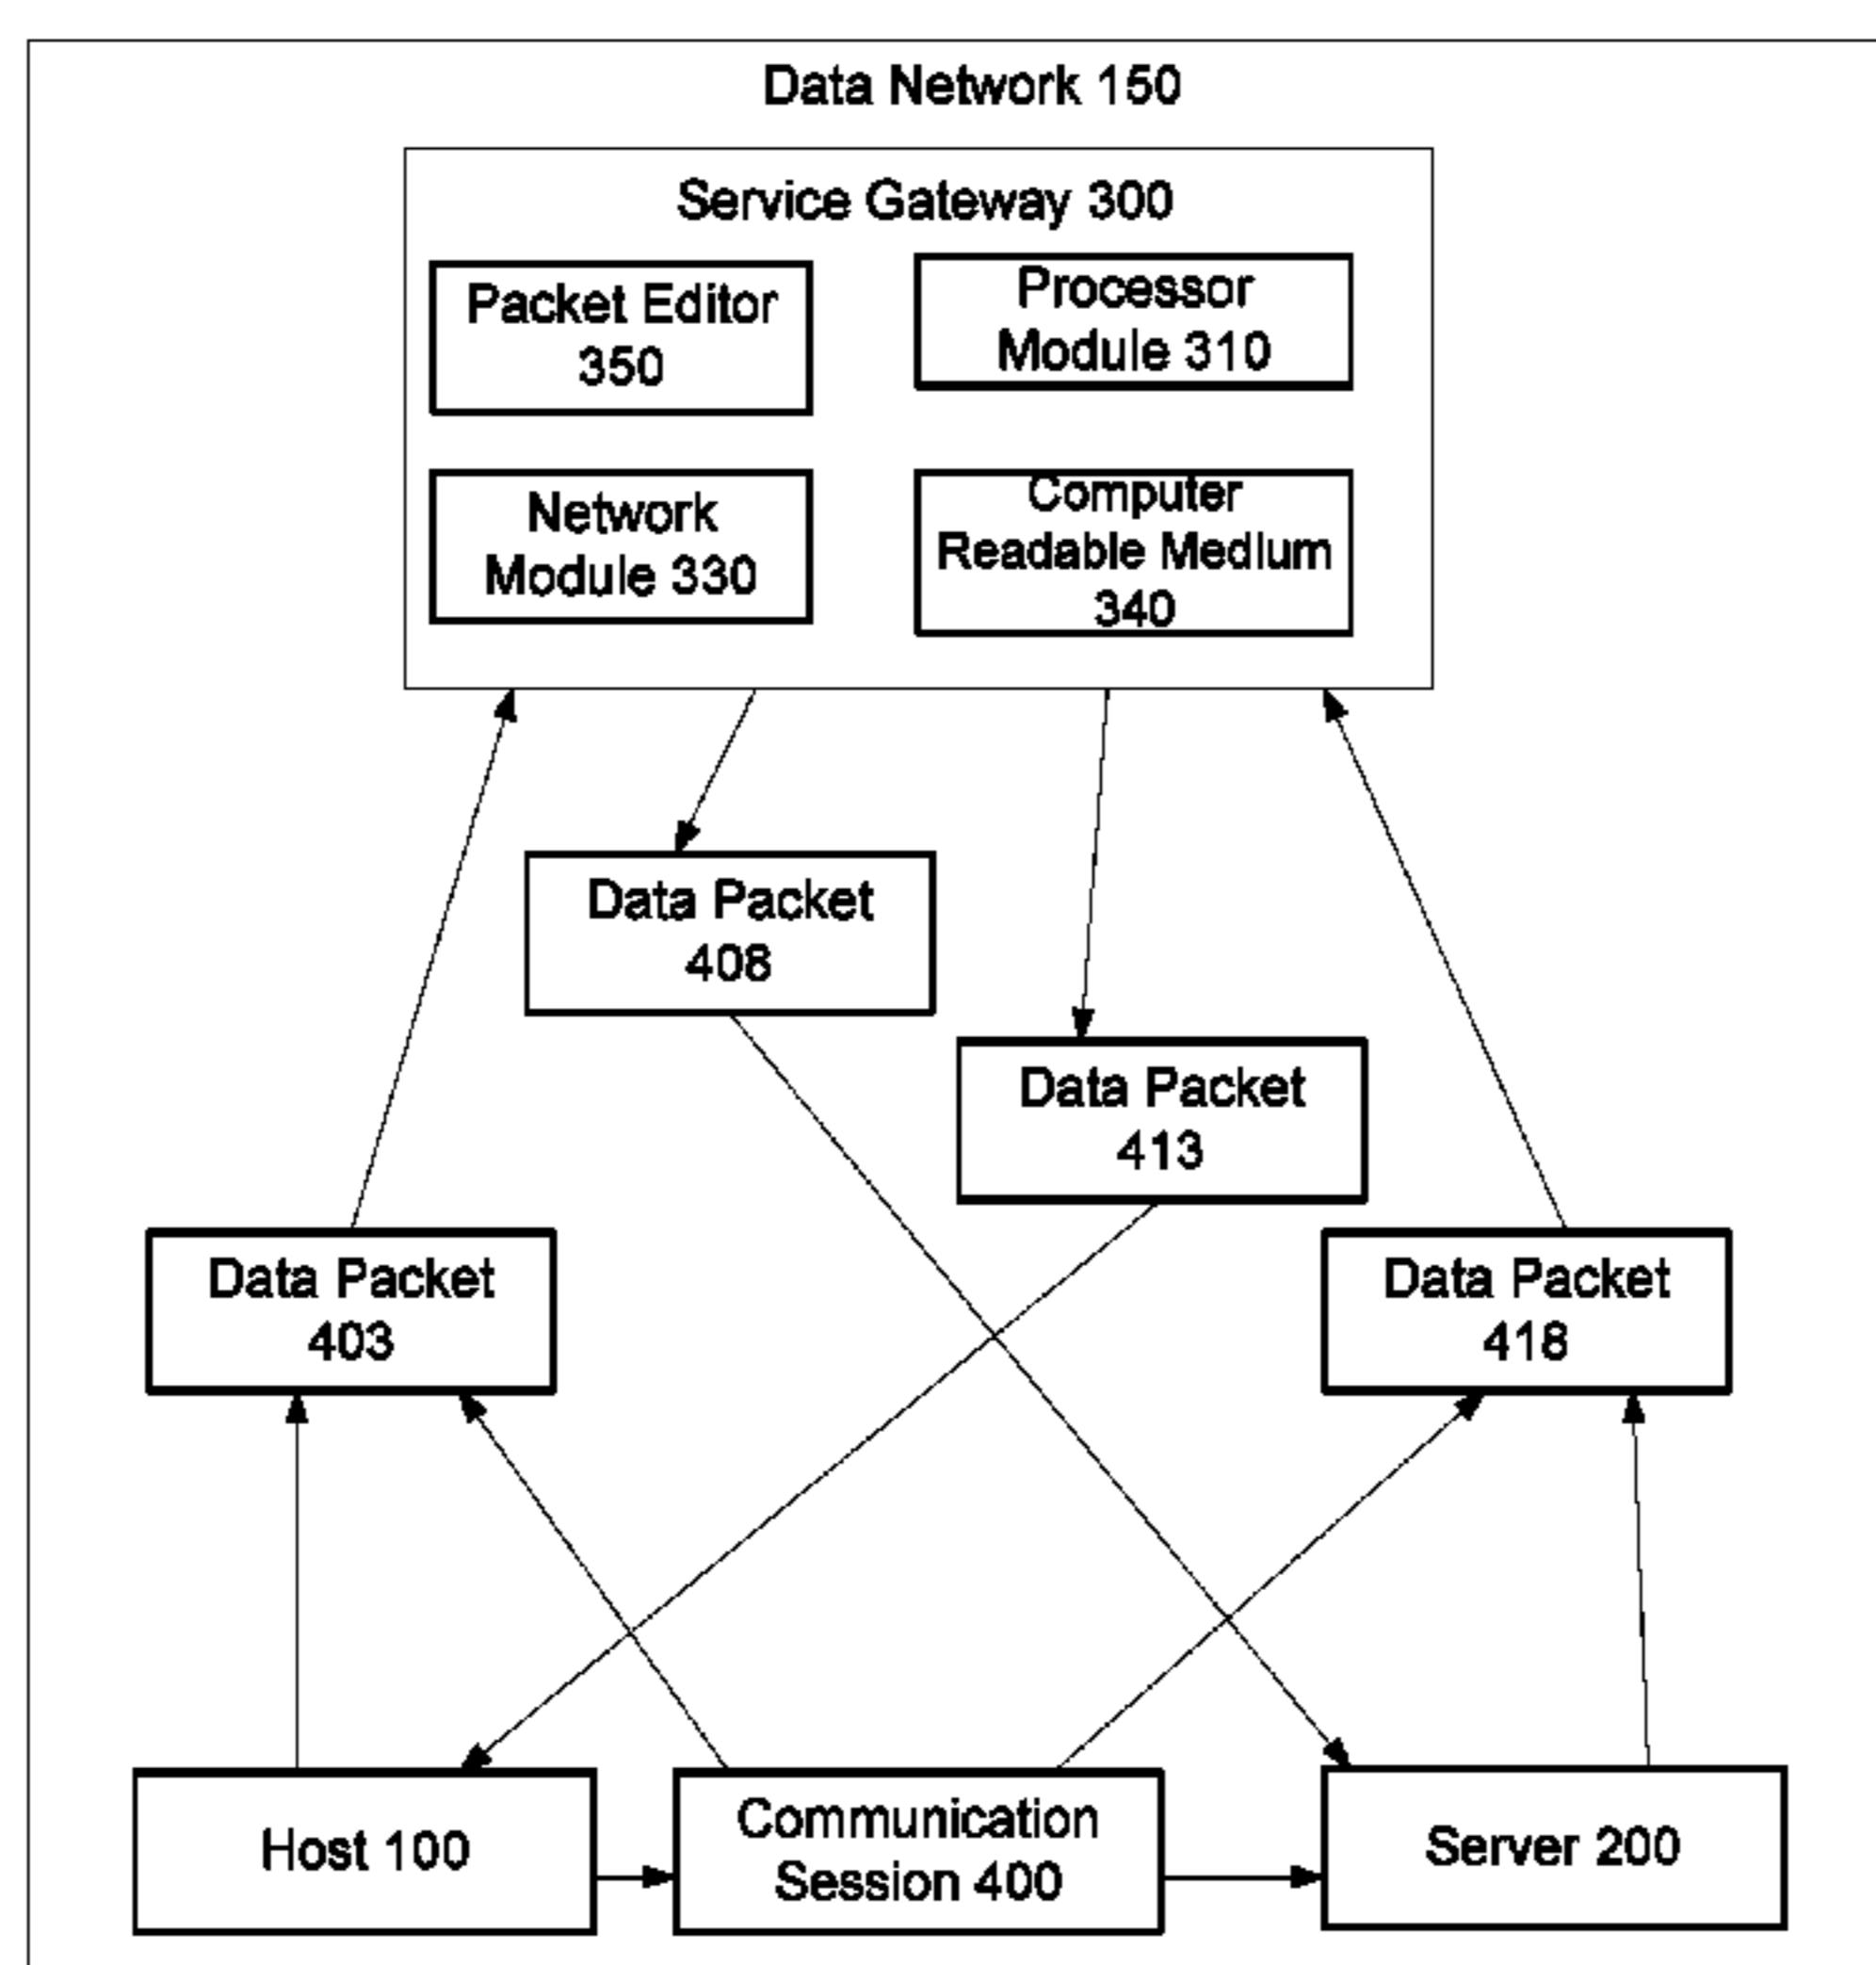 Data Network 150
Service Gateway 300
Packet Editor
350
Processor
Module 310
Network
Module 330
Computer
Readable Medium
340
Data Packet
408
Data Packet
413
Data Packet
403
Data Packet
418
Host 100
Communication
Session 400
Server 200